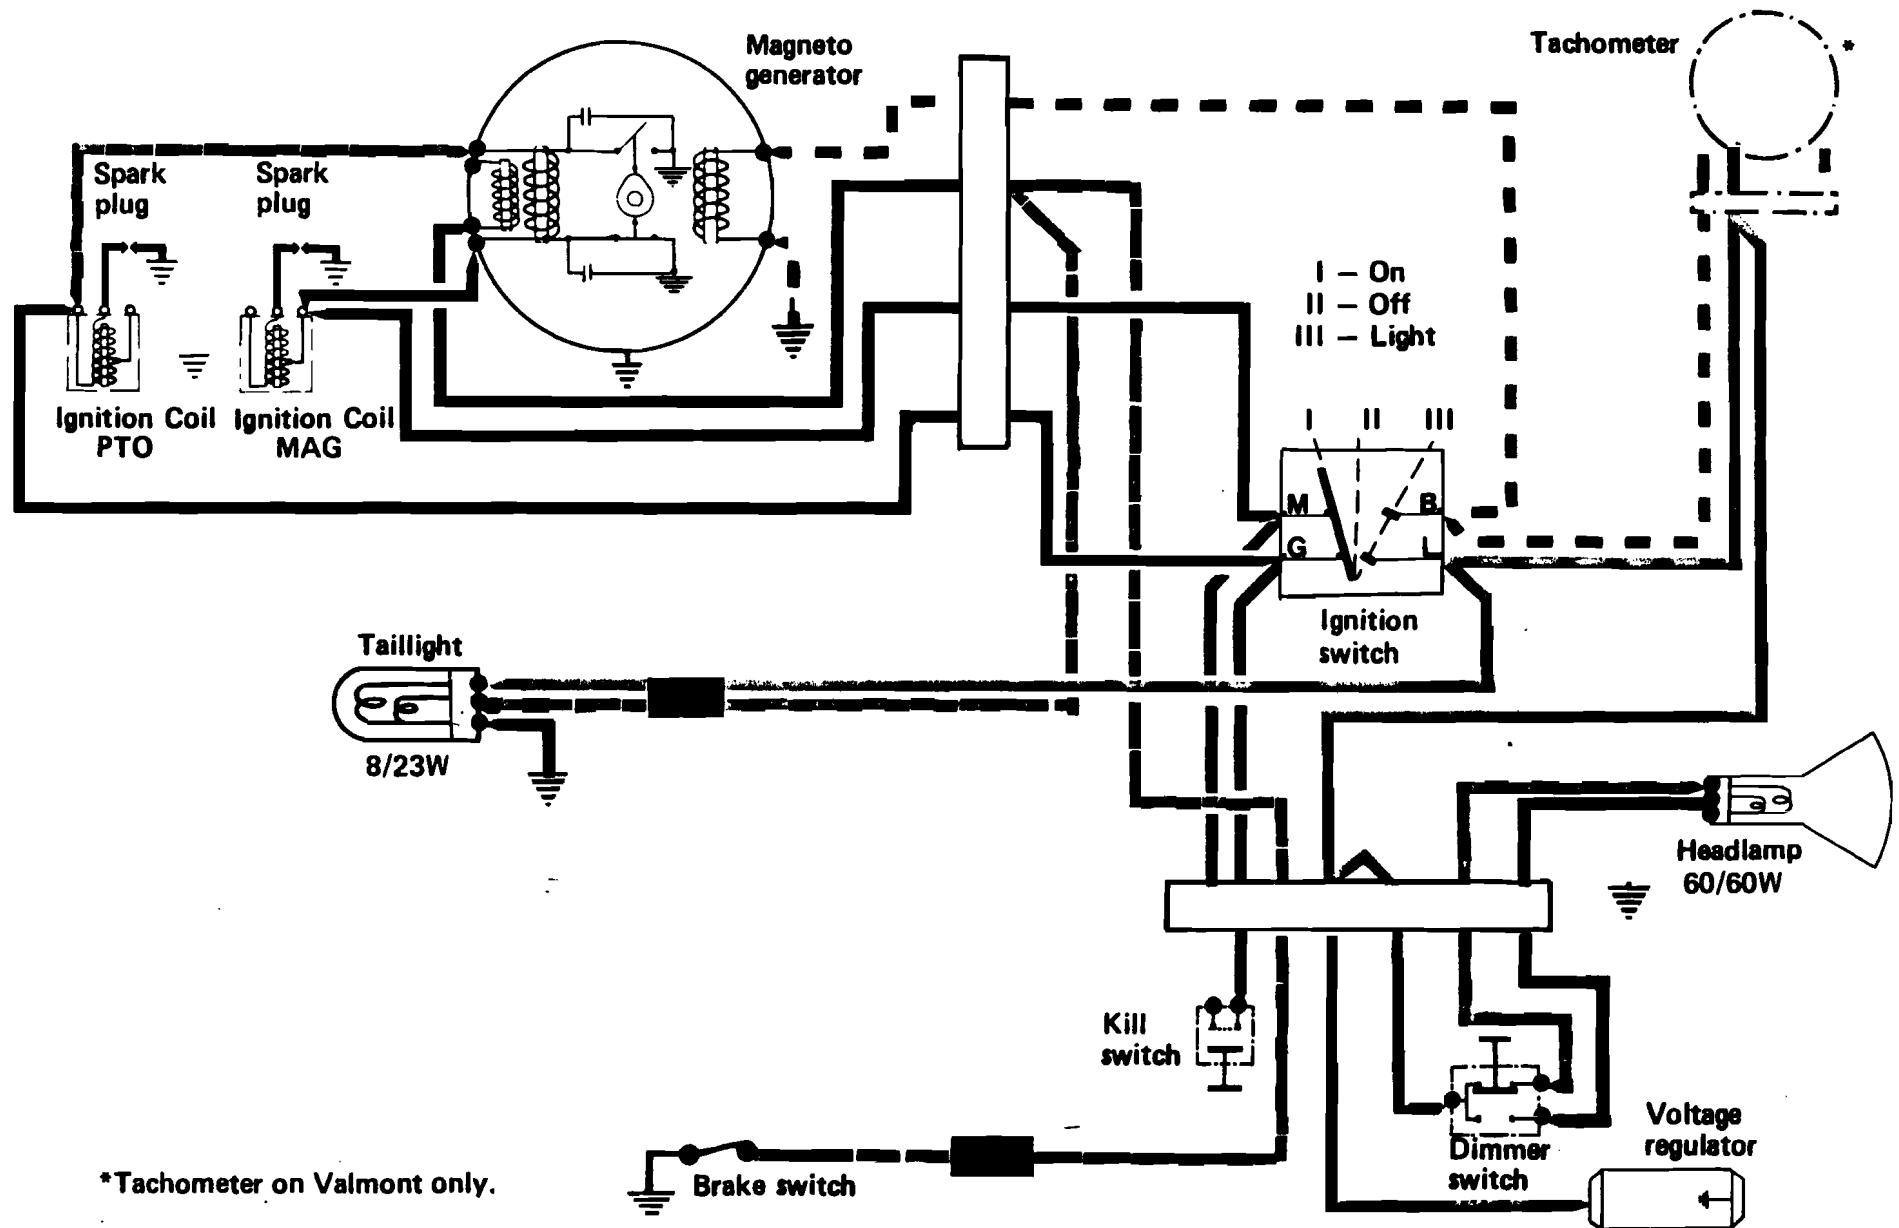 Magneto
generator
Tachometer
*
Spark
plug
Spark
plug
I – On
II – Off
III – Light
Ignition Coil
PTO
Ignition Coil
MAG
I
II
III
M
B
G
L
Ignition
switch
Taillight
8/23W
Headlamp
60/60W
Kill
switch
Dimmer
switch
Voltage
regulator
Brake switch
*Tachometer on Valmont only.